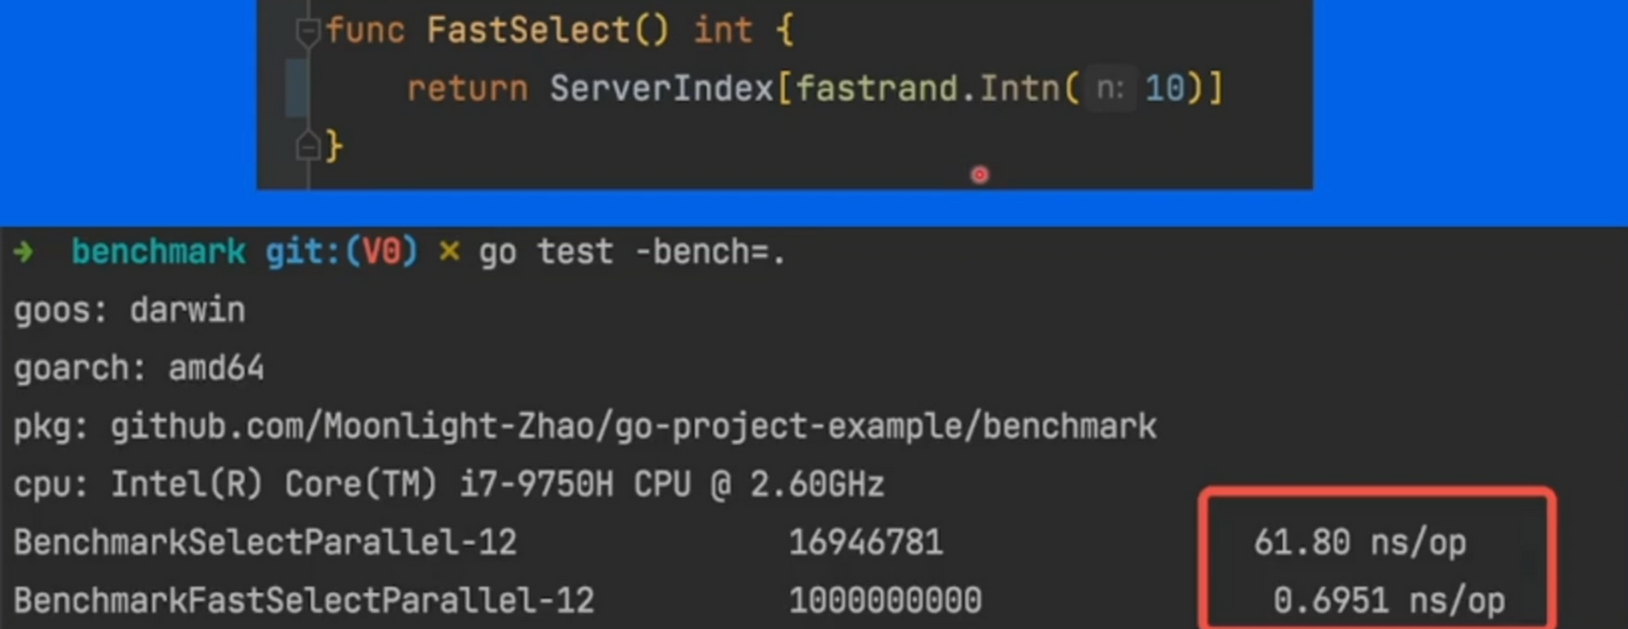 func FastSelect() int {
return ServerIndex[fastrand.Intn( n: 10)]
}
→ benchmark git:(V0) × go test -bench=.
goos: darwin
goarch: amd64
pkg: github.com/Moonlight-Zhao/go-project-example/benchmark
cpu: Intel(R) Core(TM) i7-9750H CPU @ 2.60GHz
BenchmarkSelectParallel-12 16946781 61.80 ns/op
BenchmarkFastSelectParallel-12 1000000000 0.6951 ns/op